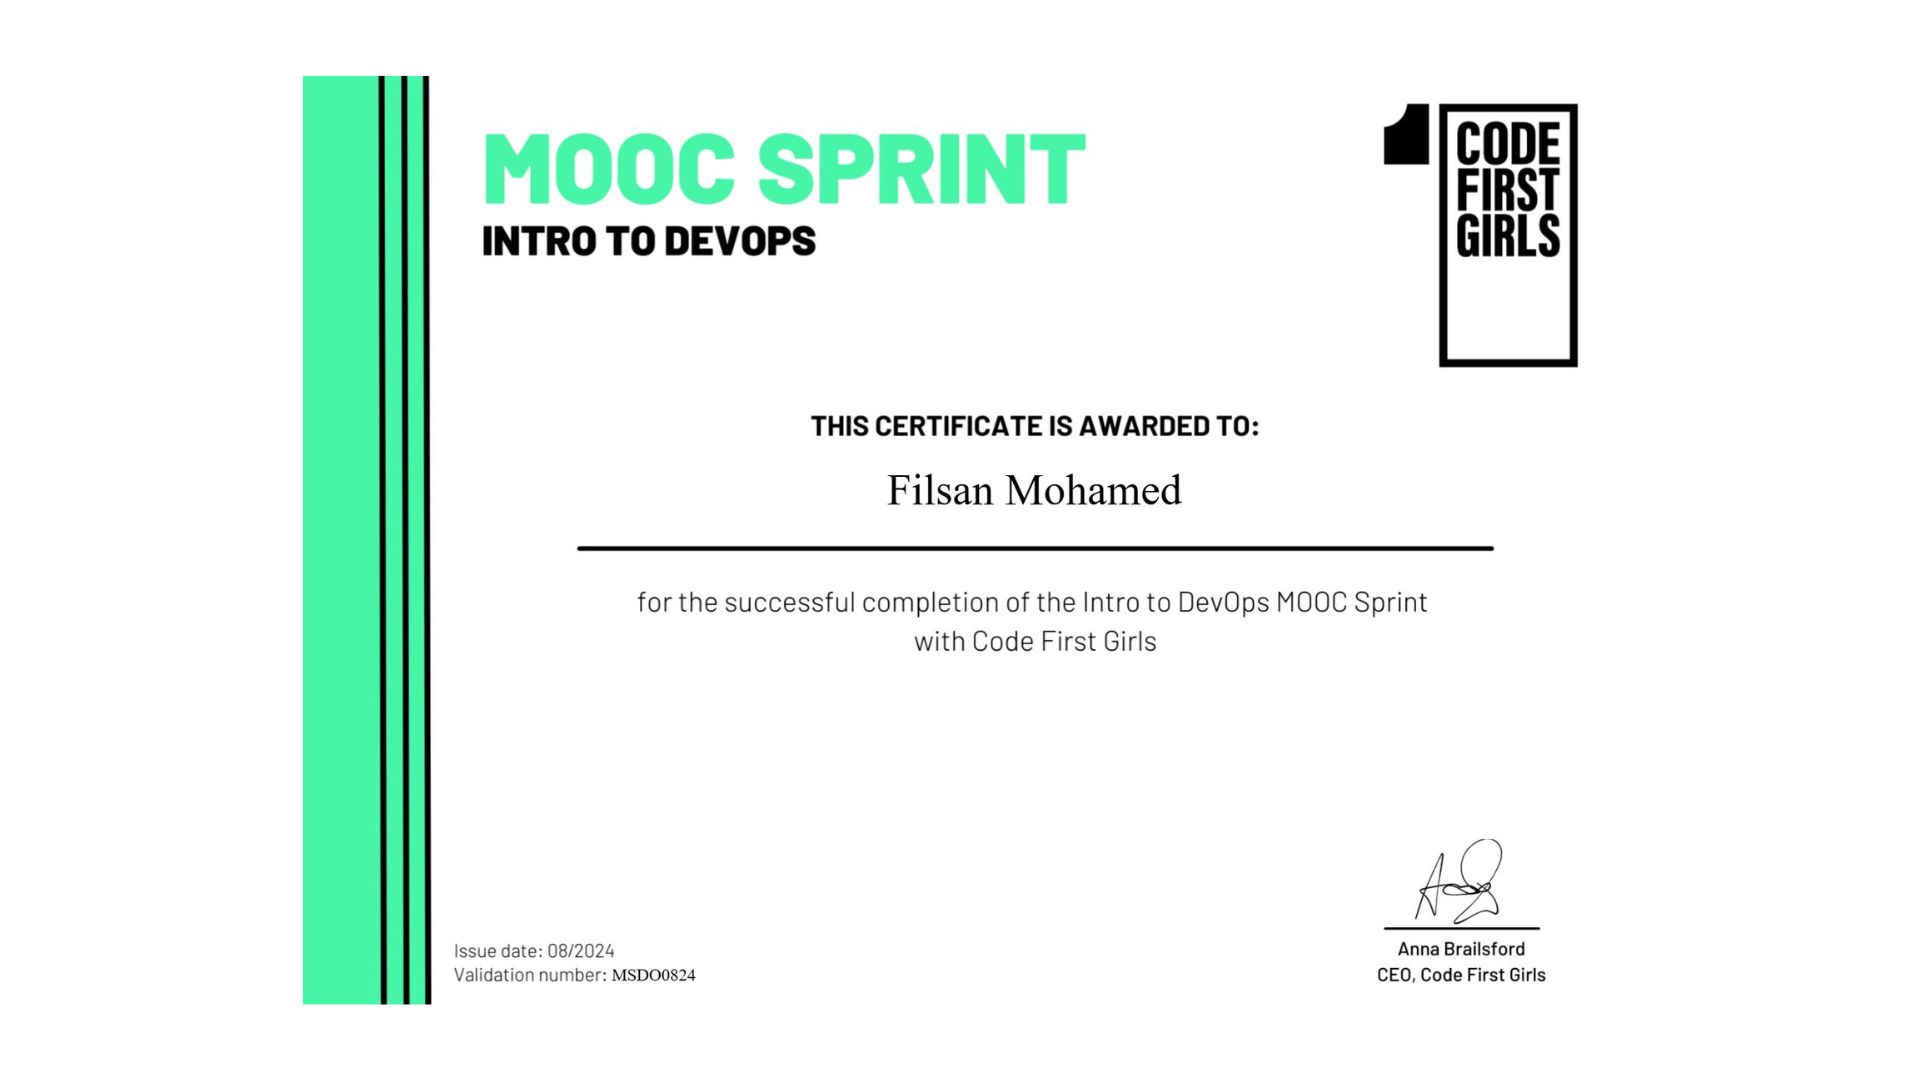 MOOC SPRINT
INTRO TO DEVOPS
CODE
FIRST
GIRLS
THIS CERTIFICATE IS AWARDED TO:
Filsan Mohamed
for the successful completion of the Intro to DevOps MOOC Sprint
with Code First Girls
Issue date: 08/2024
Validation number: MSDO0824
Anna Brailsford
CEO, Code First Girls